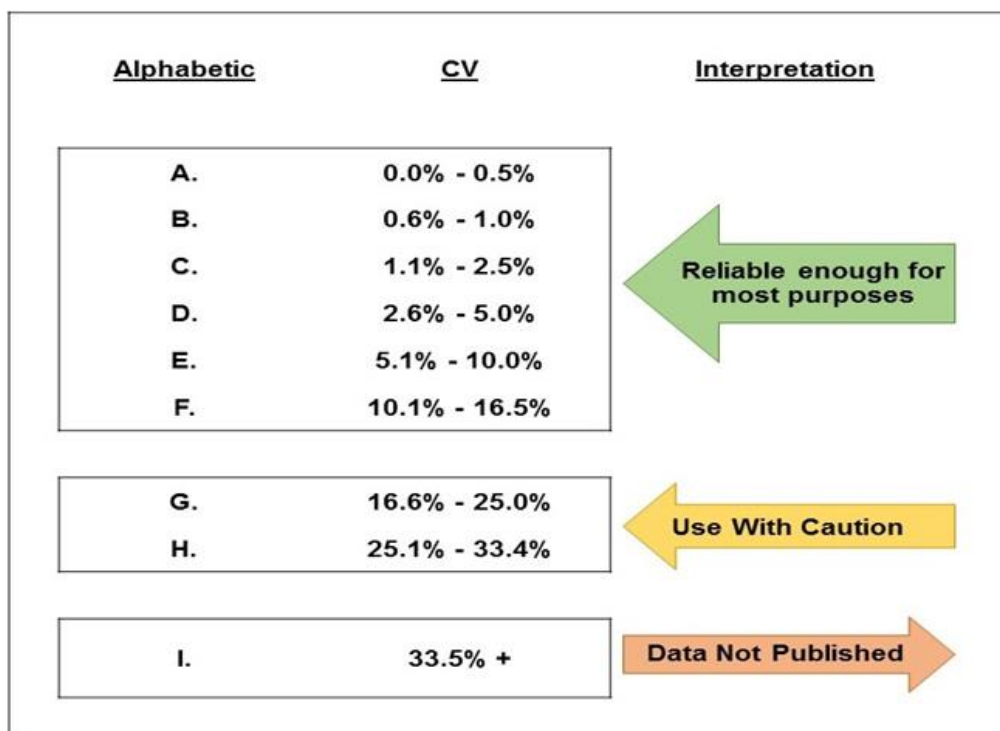 Alphabetic CV Interpretation
A. 0.0% - 0.5%
B. 0.6% - 1.0%
C. 1.1% - 2.5%
D. 2.6% - 5.0%
E. 5.1% - 10.0%
F. 10.1% - 16.5%
Reliable enough for
most purposes
G. 16.6% - 25.0%
H. 25.1% - 33.4%
Use With Caution
I. 33.5% +
Data Not Published